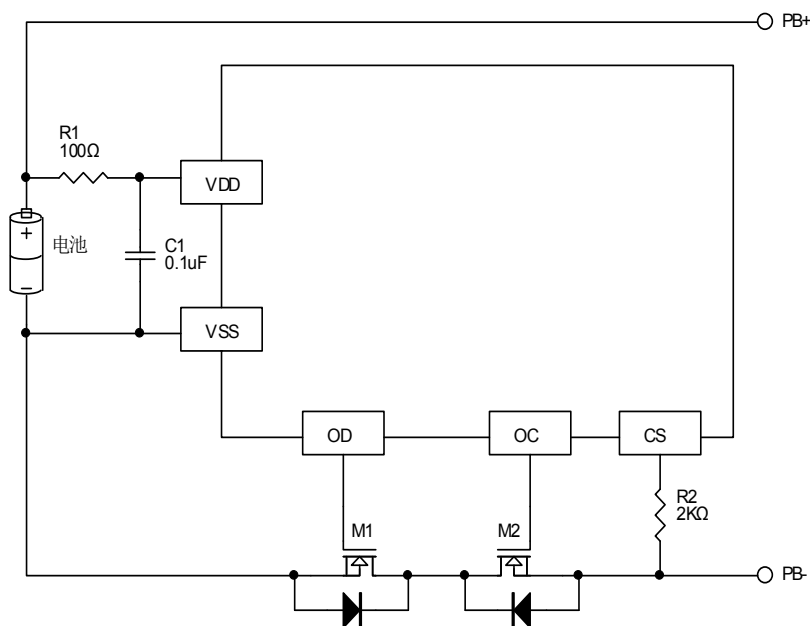 PB+
R1
100Ω
VDD
电池
C1
0.1uF
VSS
OD
OC
CS
R2
2KΩ
M1
M2
PB-